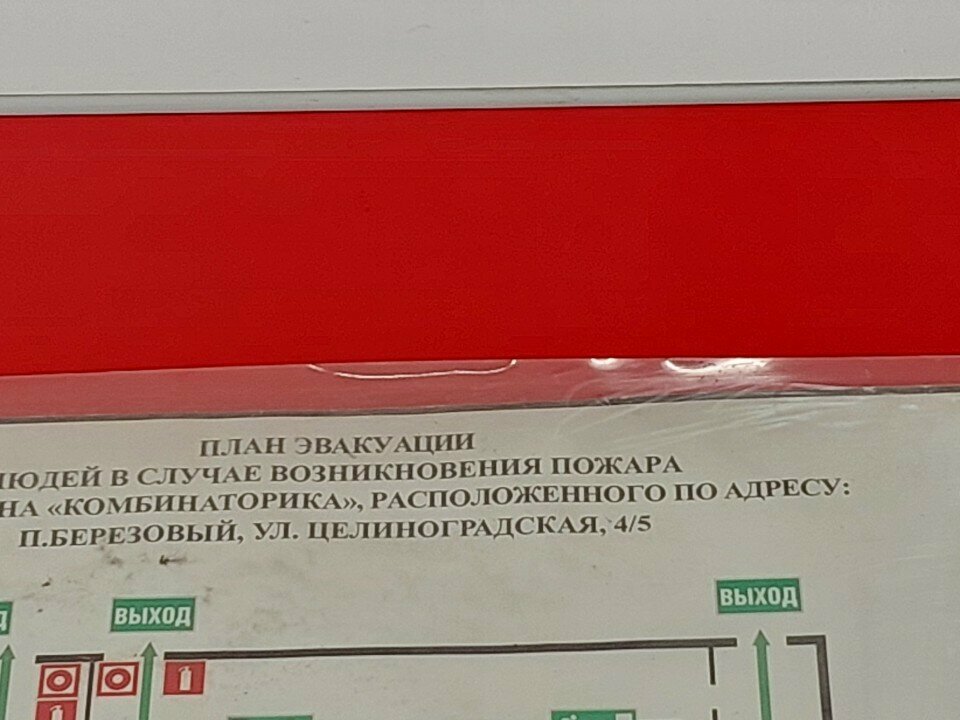 ПЛАН ЭВАКУАЦИИ
ЛЮДЕЙ В СЛУЧАЕ ВОЗНИКНОВЕНИЯ ПОЖАРА
НА «КОМБИНАТОРИКА», РАСПОЛОЖЕННОГО ПО АДРЕСУ:
П.БЕРЕЗОВЫЙ, УЛ. ЦЕЛИНОГРАДСКАЯ, 4/5
ВЫХОД
ВЫХОД